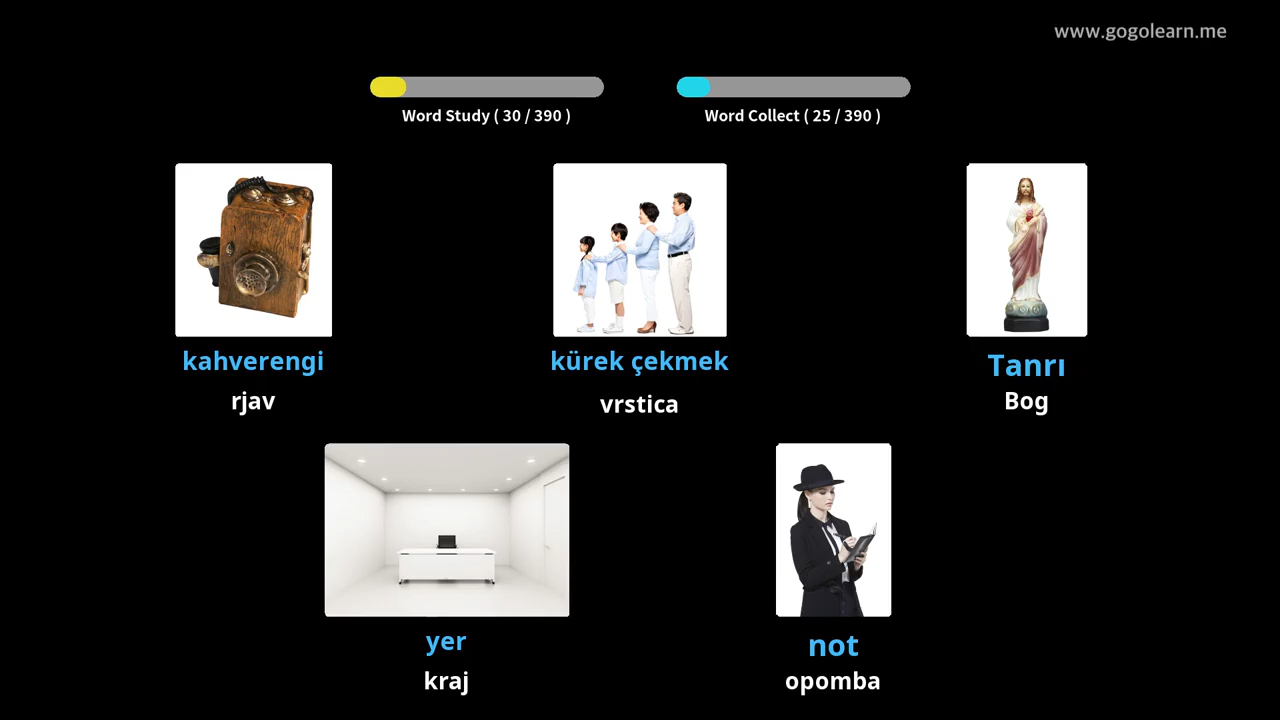 www.gogolearn.me
Word Study ( 30 / 390 )
Word Collect ( 25 / 390 )
kahverengi
rjav
kürek çekmek
vrstica
Tanrı
Bog
yer
kraj
not
opomba